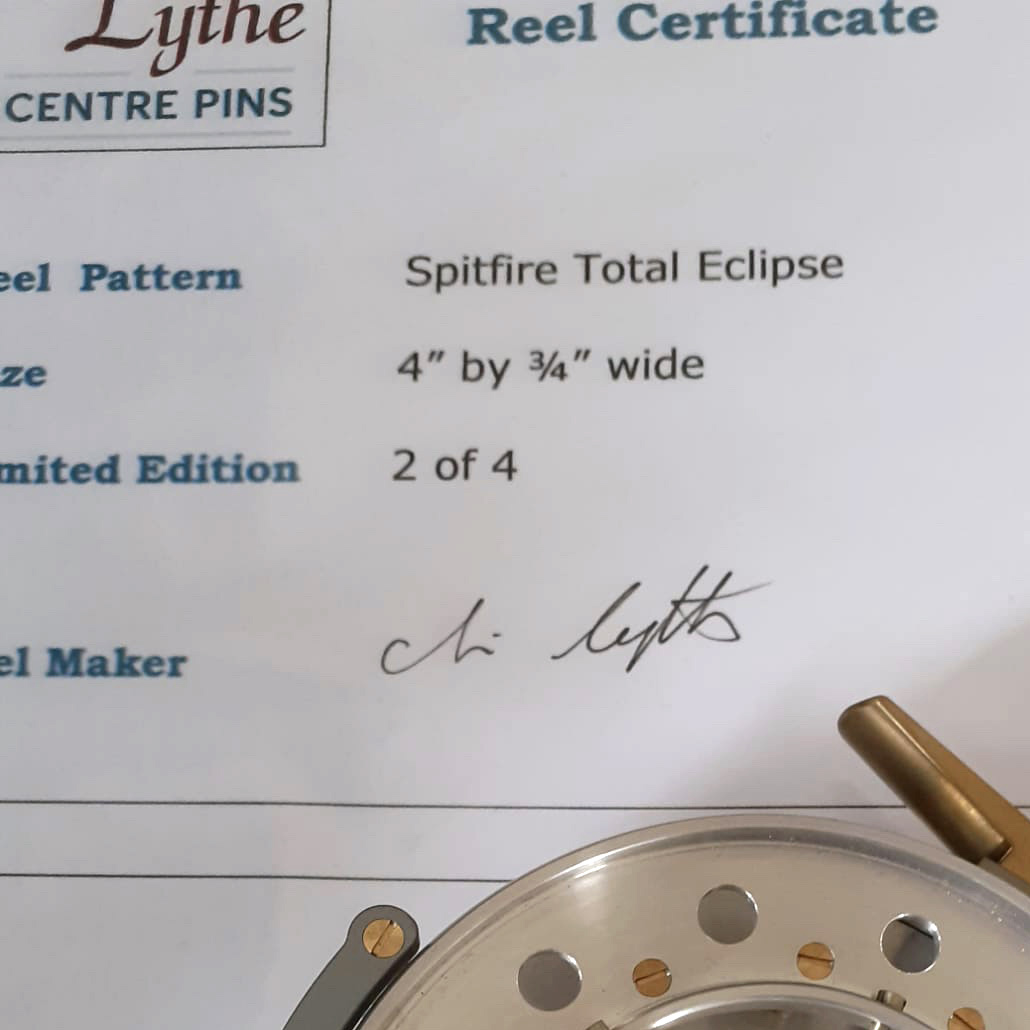 Lythe
CENTRE PINS
Reel Certificate
eel Pattern Spitfire Total Eclipse
ze 4" by ¾" wide
mited Edition 2 of 4
el Maker